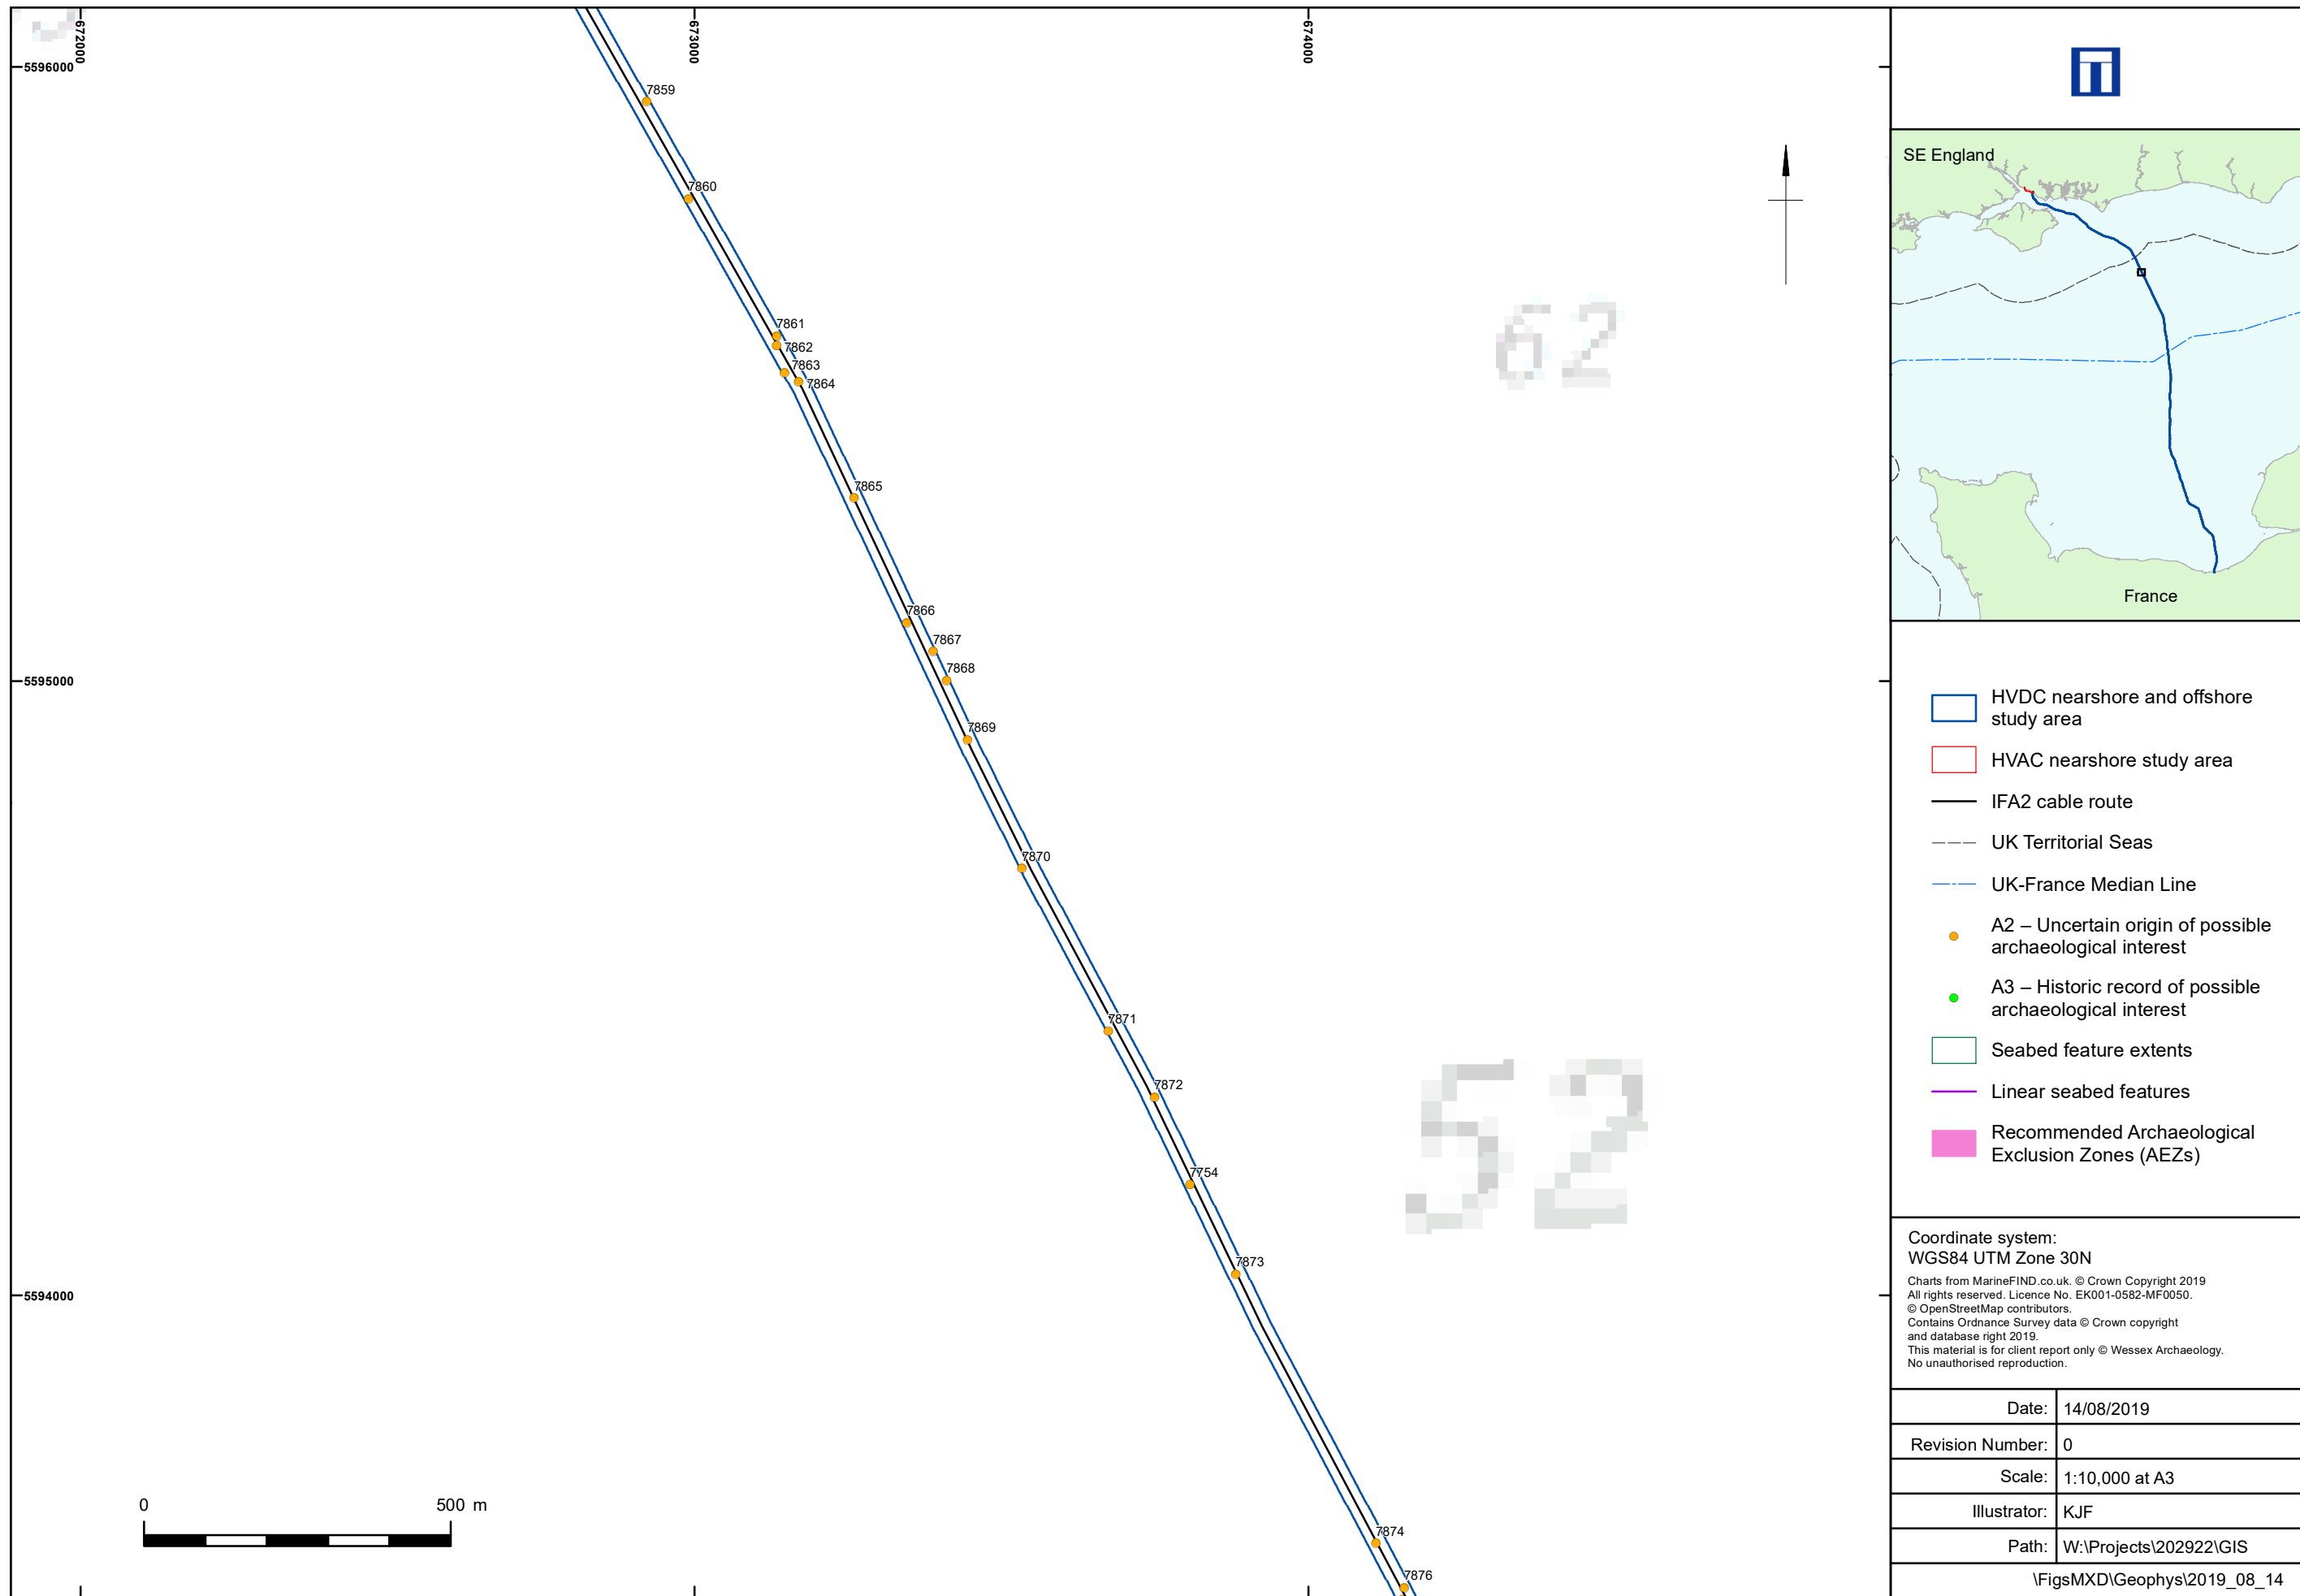 672000
673000
674000
5596000
7859
7860
7861
7862
7863
7864
62
7865
7866
7867
7868
5595000
7869
7870
7871
52
7872
7754
7873
5594000
7874
7876
0 500 m
SE England
France
HVDC nearshore and offshore
study area
HVAC nearshore study area
IFA2 cable route
UK Territorial Seas
UK-France Median Line
A2 – Uncertain origin of possible
archaeological interest
A3 – Historic record of possible
archaeological interest
Seabed feature extents
Linear seabed features
Recommended Archaeological
Exclusion Zones (AEZs)
Coordinate system:
WGS84 UTM Zone 30N
Charts from MarineFIND.co.uk. © Crown Copyright 2019
All rights reserved. Licence No. EK001-0582-MF0050.
© OpenStreetMap contributors.
Contains Ordnance Survey data © Crown copyright
and database right 2019.
This material is for client report only © Wessex Archaeology.
No unauthorised reproduction.
Date: 14/08/2019
Revision Number: 0
Scale: 1:10,000 at A3
Illustrator: KJF
Path: W:\Projects\202922\GIS
\FigsMXD\Geophys\2019_08_14